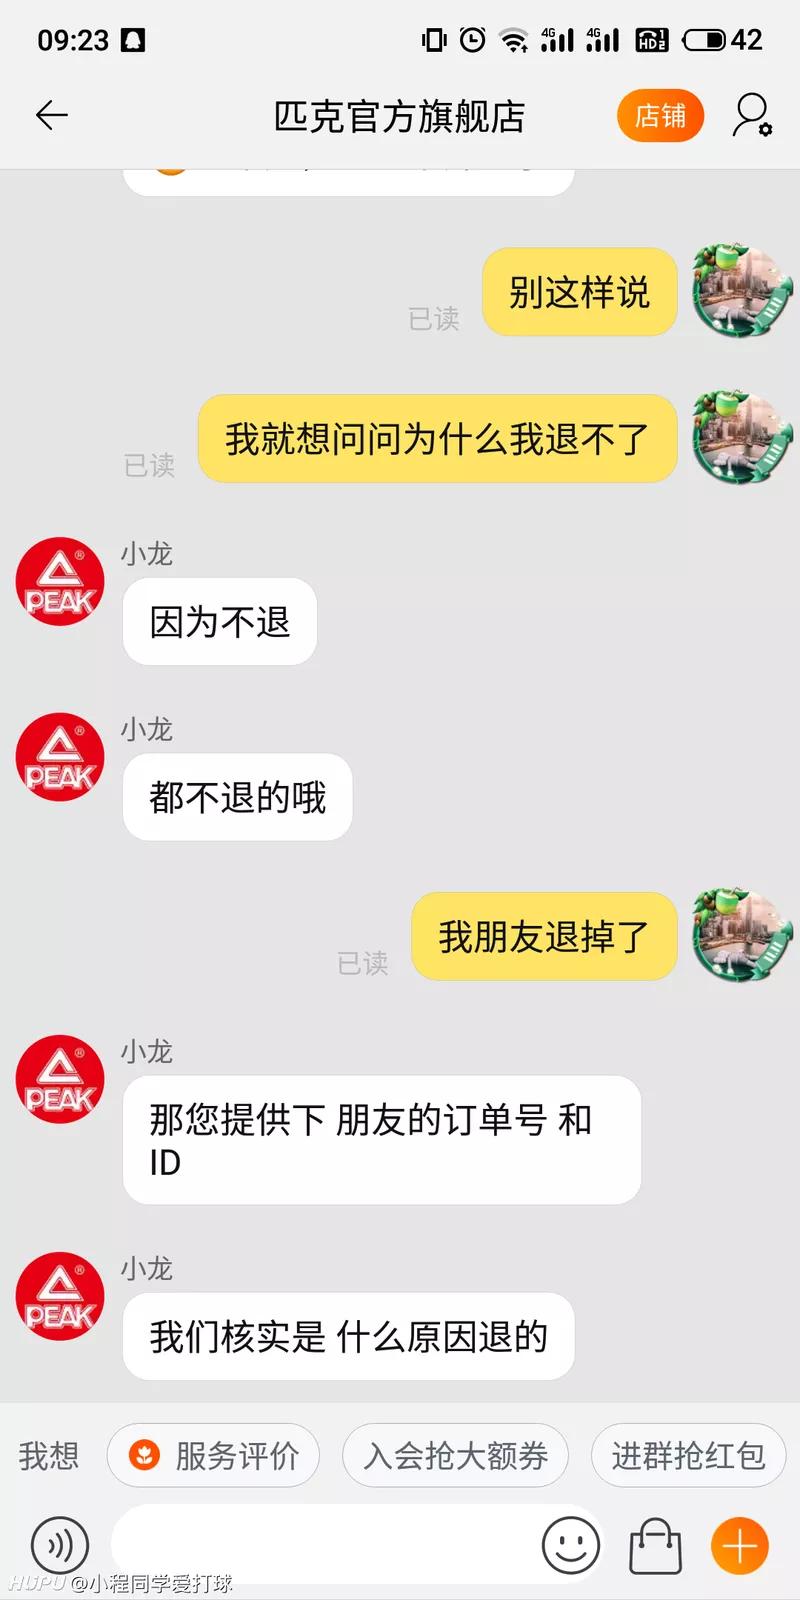 09:23
4G
4G
HD2
42
匹克官方旗舰店
店铺
别这样说
已读
我就想问问为什么我退不了
已读
小龙
PEAK®
因为不退
小龙
PEAK®
都不退的哦
我朋友退掉了
已读
小龙
PEAK®
那您提供下 朋友的订单号 和
ID
小龙
PEAK®
我们核实是 什么原因退的
我想
服务评价
入会抢大额券
进群抢红包
HUPU @小程同学爱打球